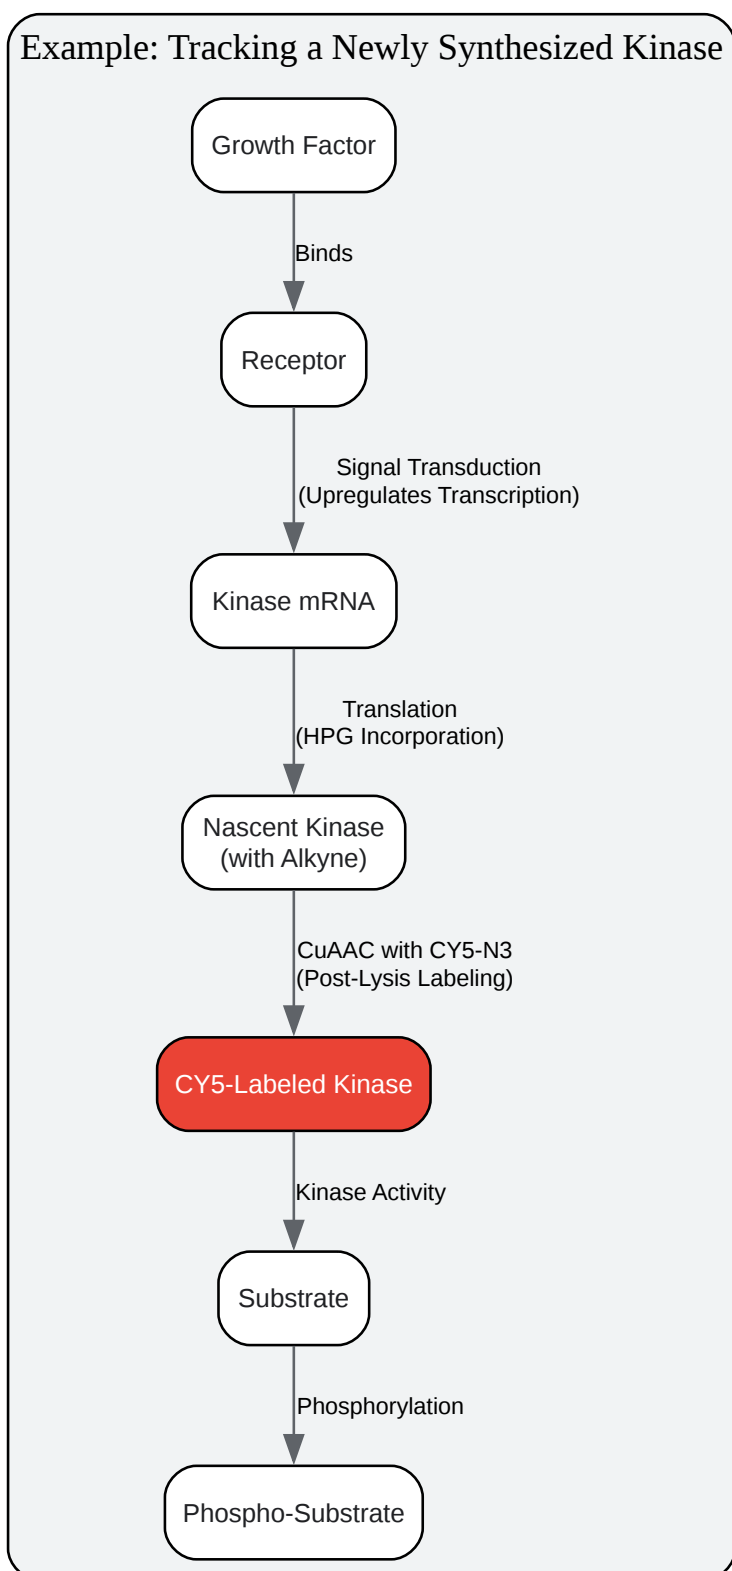 Example: Tracking a Newly Synthesized Kinase
Growth Factor
Binds
Receptor
Signal Transduction
(Upregulates Transcription)
Kinase mRNA
Translation
(HPG Incorporation)
Nascent Kinase
(with Alkyne)
CuAAC with CY5-N3
(Post-Lysis Labeling)
CY5-Labeled Kinase
Kinase Activity
Substrate
Phosphorylation
Phospho-Substrate